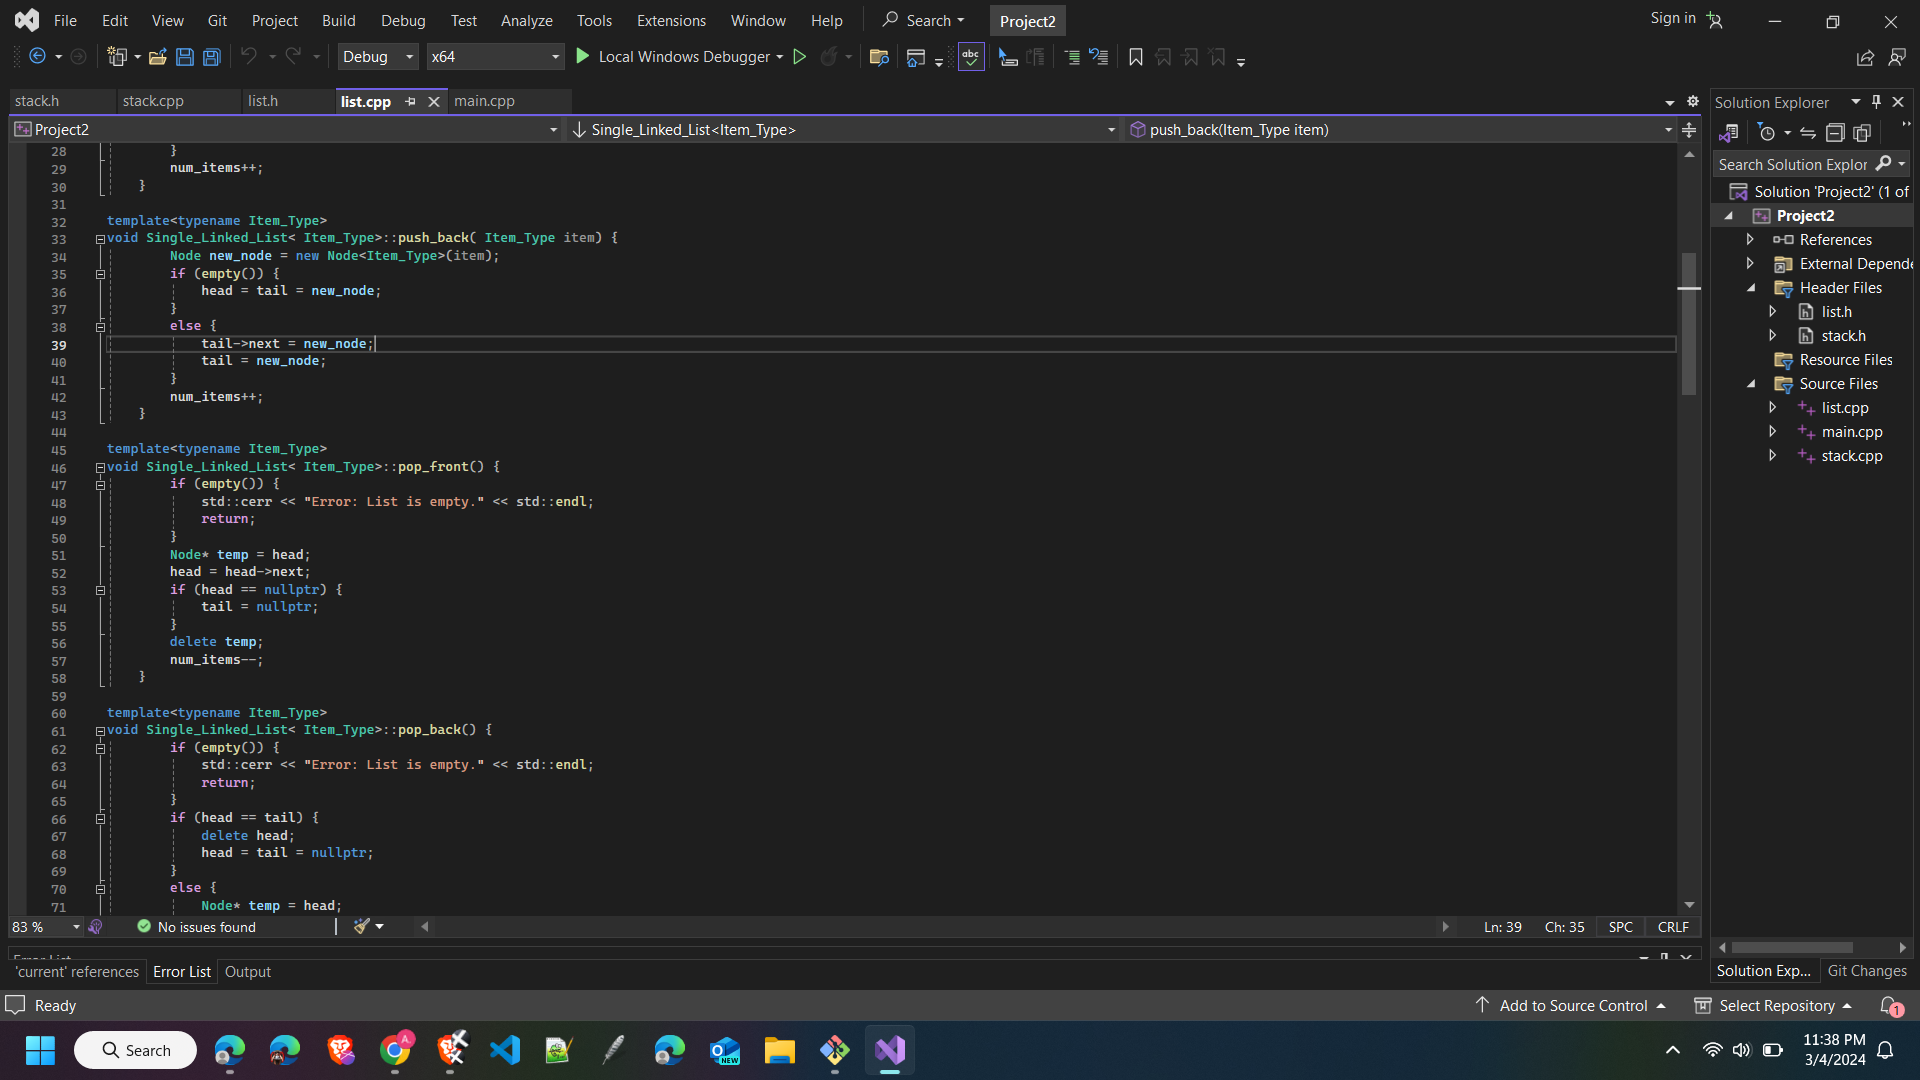 File Edit View Git Project Build Debug Test Analyze Tools Extensions Window Help Search Project2 Sign in
Debug x64 Local Windows Debugger abc
stack.h stack.cpp list.h list.cpp main.cpp
Project2 Single_Linked_List<Item_Type> push_back(Item_Type item)
28 }
29 num_items++;
30 }
31
32 template<typename Item_Type>
33 void Single_Linked_List< Item_Type>::push_back( Item_Type item) {
34 Node new_node = new Node<Item_Type>(item);
35 if (empty()) {
36 head = tail = new_node;
37 }
38 else {
39 tail->next = new_node;
40 tail = new_node;
41 }
42 num_items++;
43 }
44
45 template<typename Item_Type>
46 void Single_Linked_List< Item_Type>::pop_front() {
47 if (empty()) {
48 std::cerr << "Error: List is empty." << std::endl;
49 return;
50 }
51 Node* temp = head;
52 head = head->next;
53 if (head == nullptr) {
54 tail = nullptr;
55 }
56 delete temp;
57 num_items--;
58 }
59
60 template<typename Item_Type>
61 void Single_Linked_List< Item_Type>::pop_back() {
62 if (empty()) {
63 std::cerr << "Error: List is empty." << std::endl;
64 return;
65 }
66 if (head == tail) {
67 delete head;
68 head = tail = nullptr;
69 }
70 else {
71 Node* temp = head;
83 % No issues found Ln: 39 Ch: 35 SPC CRLF
Error List
'current' references Error List Output
Solution Explorer
Search Solution Explor
Solution 'Project2' (1 of
Project2
References
External Depende
Header Files
list.h
stack.h
Resource Files
Source Files
list.cpp
main.cpp
stack.cpp
Solution Exp... Git Changes
Ready Add to Source Control Select Repository 1
Search A NEW 11:38 PM
3/4/2024